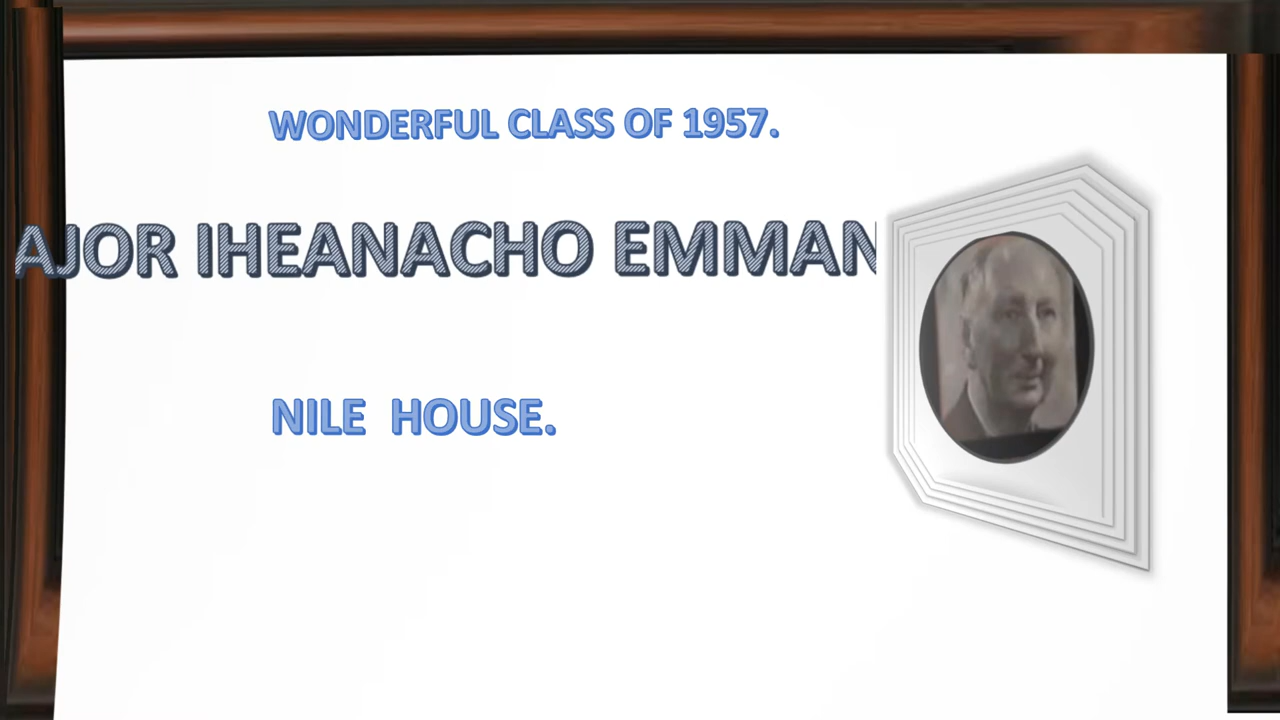 WONDERFUL CLASS OF 1957.
AJOR IHEANACHO EMMAN
NILE HOUSE.